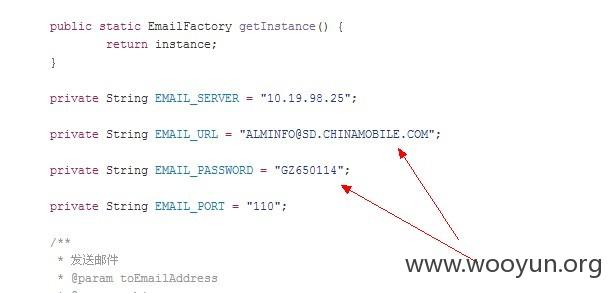 public static EmailFactory getInstance() {
return instance;
}
private String EMAIL_SERVER = "10.19.98.25";
private String EMAIL_URL = "ALMINFO@SD.CHINAMOBILE.COM";
private String EMAIL_PASSWORD = "GZ650114";
private String EMAIL_PORT = "110";
/**
* 发送邮件
* @param toEmailAddress
www.wooyun.org